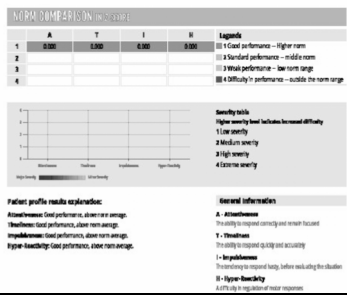 NORM COMPARISON IN Z-SCORE
A T I H
1 0.000 0.000 0.000 0.000
2
3
4
Legends
1 Good performance – Higher norm
2 Standard performance – middle norm
3 Weak performance – low norm range
4 Difficulty in performance – outside the norm range
Attentiveness Timeliness Impulsiveness Hyper-Reactivity
Security table
Higher severity level indicates increased difficulty
1 Low severity
2 Medium severity
3 High severity
4 Extreme severity
Patient profile results explanation:
Attentiveness: Good performance, above norm average.
Timeliness: Good performance, above norm average.
Impulsiveness: Good performance, above norm average.
Hyper-Reactivity: Good performance, above norm average.
General information
A - Attentiveness
The ability to respond correctly and remain focused
T - Timeliness
The ability to respond quickly and accurately
I - Impulsiveness
The tendency to respond hasty, before evaluating the situation
H - Hyper-Reactivity
A difficulty in regulation of motor responses